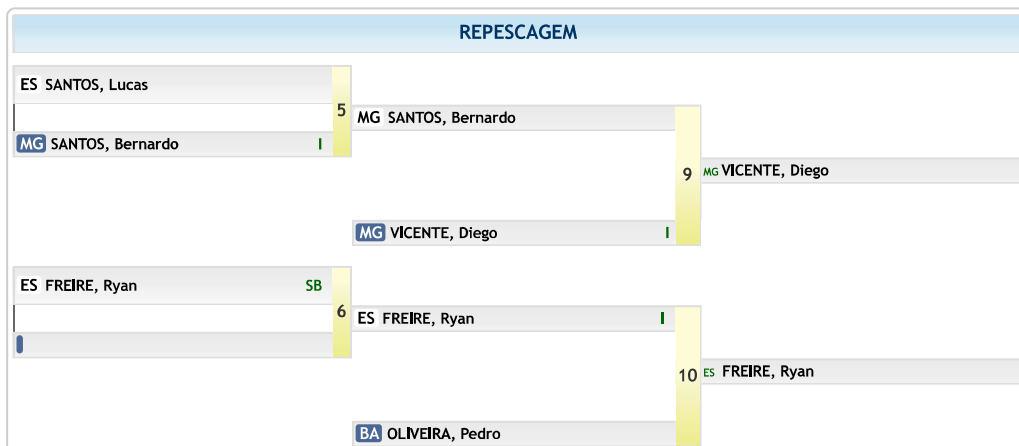 REPESCAGEM
ES SANTOS, Lucas
5
MG SANTOS, Bernardo I
MG SANTOS, Bernardo
9
MG VICENTE, Diego
MG VICENTE, Diego I
ES FREIRE, Ryan SB
6
ES FREIRE, Ryan I
10
ES FREIRE, Ryan
BA OLIVEIRA, Pedro